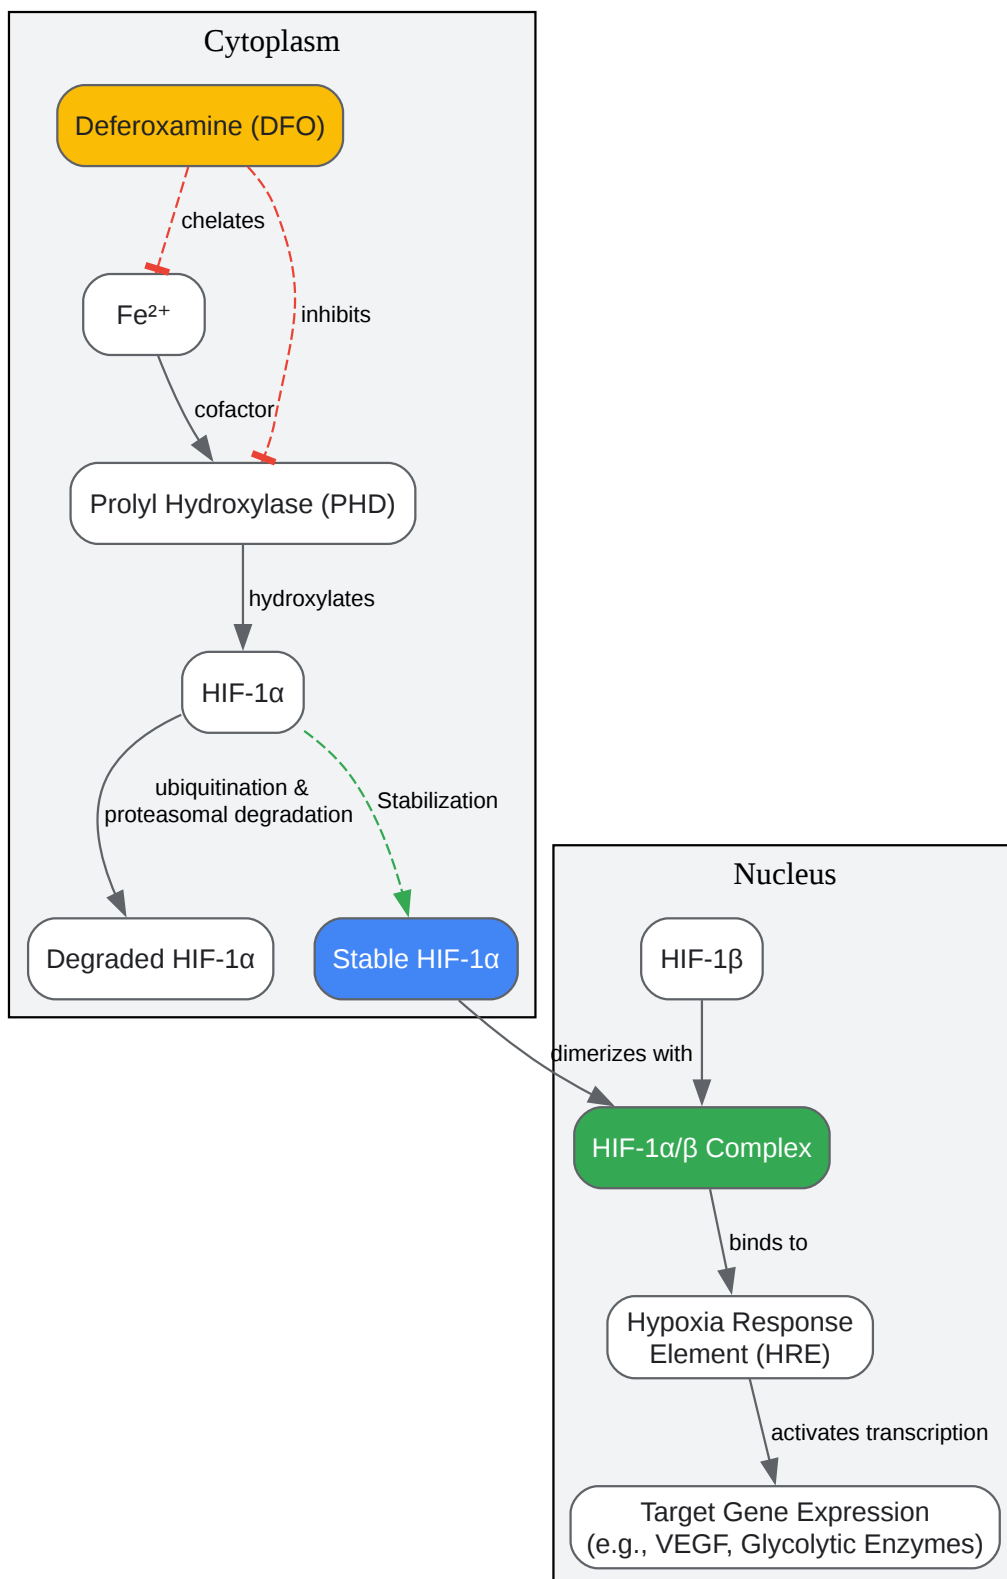 Cytoplasm
Deferoxamine (DFO)
chelates
Fe²⁺
inhibits
cofactor
Prolyl Hydroxylase (PHD)
hydroxylates
HIF-1α
ubiquitination &
proteasomal degradation
Stabilization
Degraded HIF-1α
Stable HIF-1α
Nucleus
HIF-1β
dimerizes with
HIF-1α/β Complex
binds to
Hypoxia Response
Element (HRE)
activates transcription
Target Gene Expression
(e.g., VEGF, Glycolytic Enzymes)